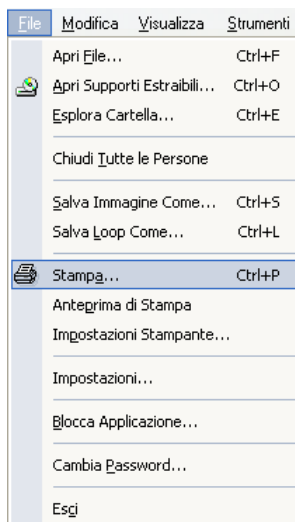 File Modifica Visualizza Strumenti
Apri File... Ctrl+F
Apri Supporti Estraibili... Ctrl+O
Esplora Cartella... Ctrl+E
Chiudi Tutte le Persone
Salva Immagine Come... Ctrl+S
Salva Loop Come... Ctrl+L
Stampa... Ctrl+P
Anteprima di Stampa
Impostazioni Stampante...
Impostazioni...
Blocca Applicazione...
Cambia Password...
Esci